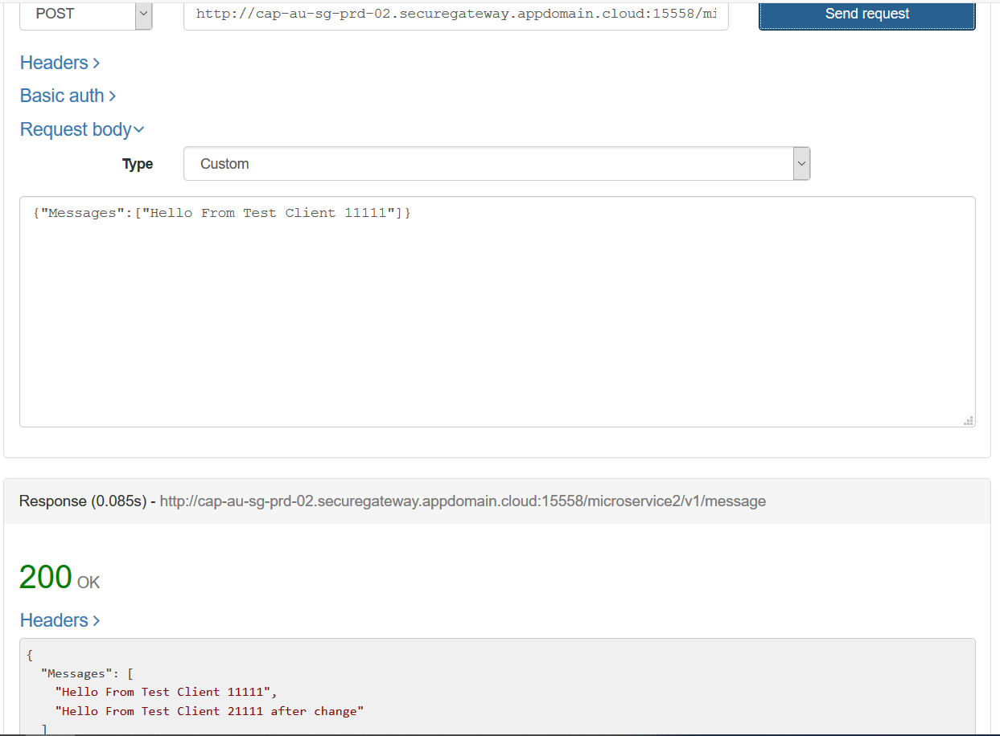 POST http://cap-au-sg-prd-02.securegateway.appdomain.cloud:15558/mi Send request
Headers
Basic auth
Request body
Type Custom
{"Messages":["Hello From Test Client 11111"]}
Response (0.085s) - http://cap-au-sg-prd-02.securegateway.appdomain.cloud:15558/microservice2/v1/message
200 OK
Headers
{
"Messages": [
"Hello From Test Client 11111",
"Hello From Test Client 21111 after change"
]